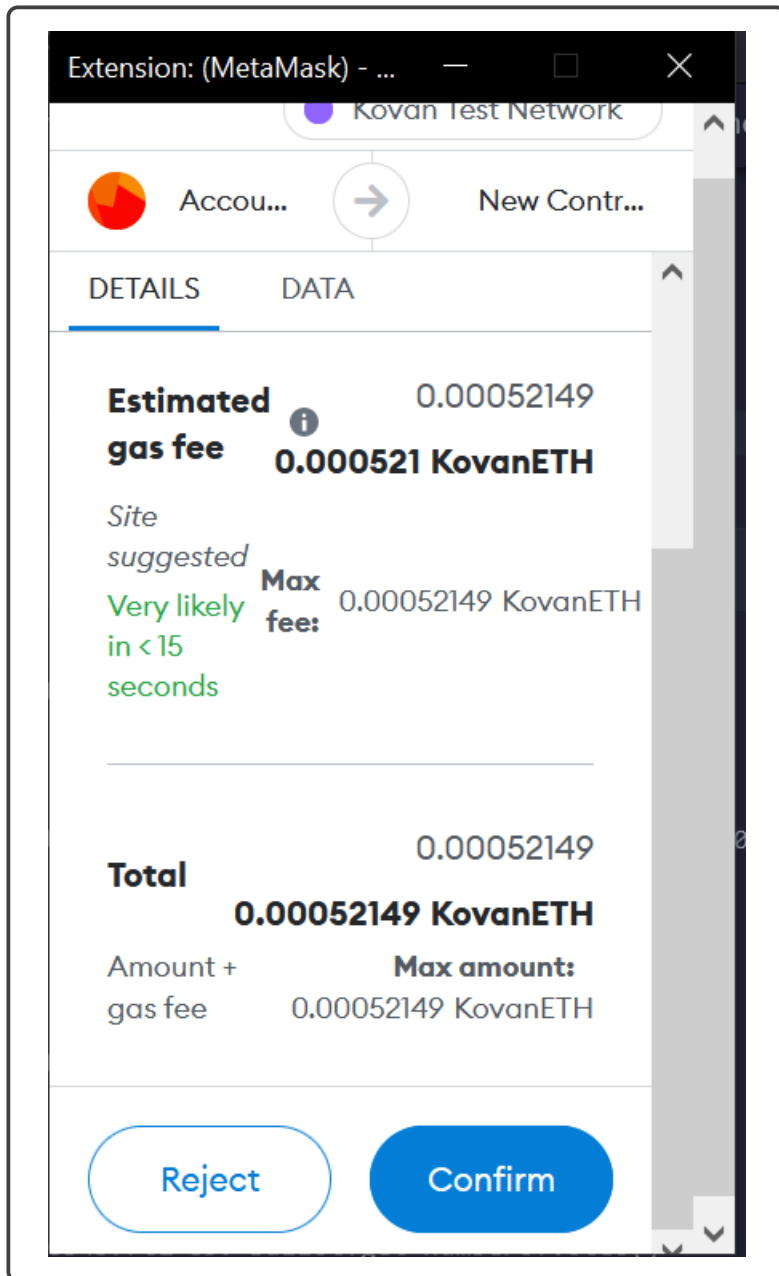 Extension: (MetaMask) - ...
Kovan Test Network
Accou...
New Contr...
DETAILS
DATA
Estimated
gas fee
0.00052149
0.000521 KovanETH
Site
suggested
Very likely
in < 15
seconds
Max
fee:
0.00052149 KovanETH
Total
0.00052149
0.00052149 KovanETH
Amount +
gas fee
Max amount:
0.00052149 KovanETH
Reject
Confirm